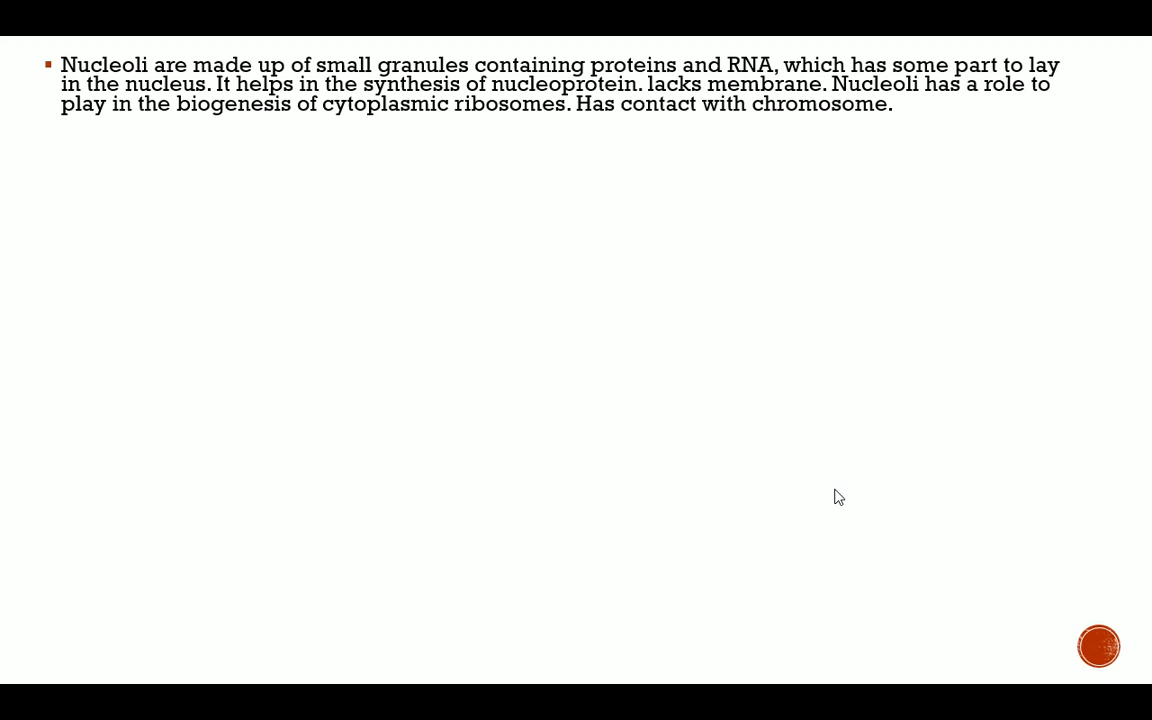 Nucleoli are made up of small granules containing proteins and RNA, which has some part to lay
in the nucleus. It helps in the synthesis of nucleoprotein. lacks membrane. Nucleoli has a role to
play in the biogenesis of cytoplasmic ribosomes. Has contact with chromosome.